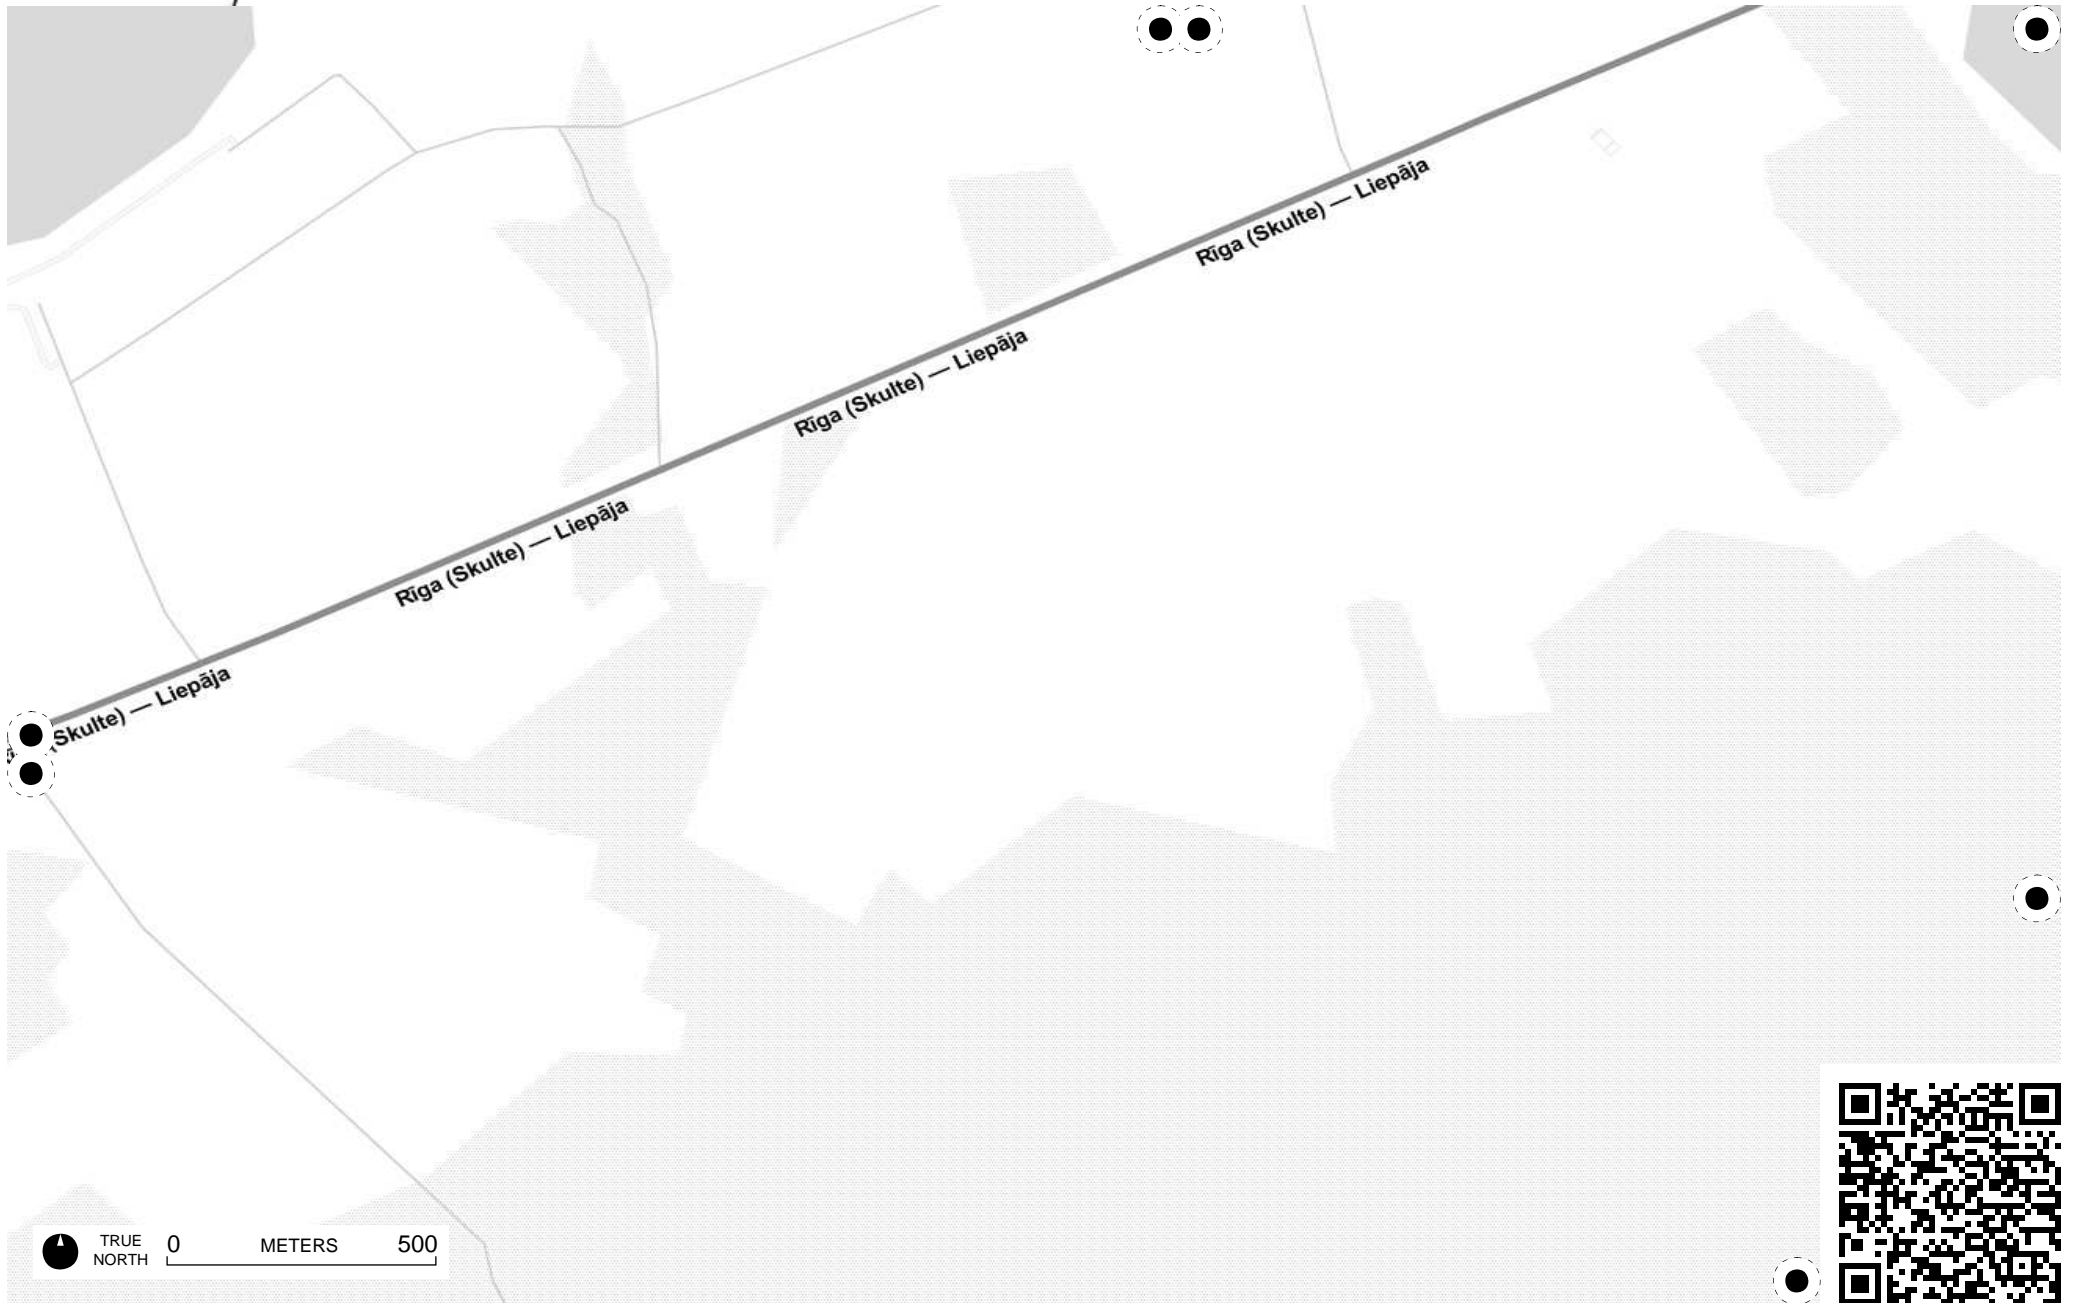 Rīga (Skulte) — Liepāja
Rīga (Skulte) — Liepāja
Rīga (Skulte) — Liepāja
(Skulte) — Liepāja
TRUE
NORTH
0 METERS 500